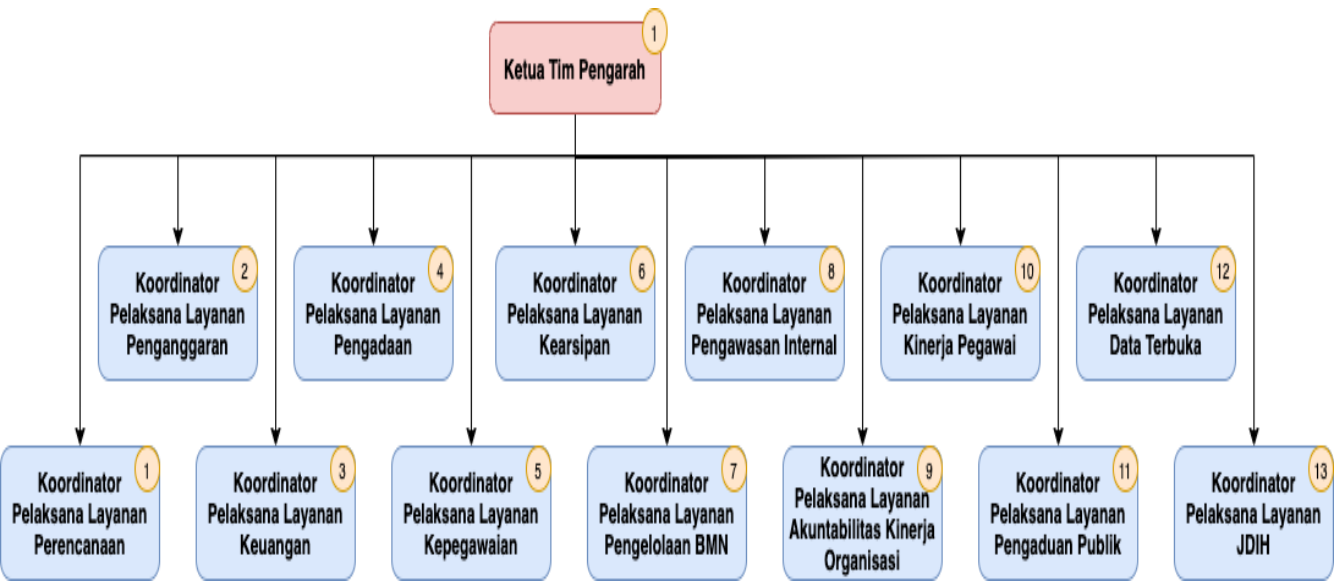 1
Ketua Tim Pengarah
2
Koordinator
Pelaksana Layanan
Penganggaran
4
Koordinator
Pelaksana Layanan
Pengadaan
6
Koordinator
Pelaksana Layanan
Kearsipan
8
Koordinator
Pelaksana Layanan
Pengawasan Internal
10
Koordinator
Pelaksana Layanan
Kinerja Pegawai
12
Koordinator
Pelaksana Layanan
Data Terbuka
1
Koordinator
Pelaksana Layanan
Perencanaan
3
Koordinator
Pelaksana Layanan
Keuangan
5
Koordinator
Pelaksana Layanan
Kepegawaian
7
Koordinator
Pelaksana Layanan
Pengelolaan BMN
9
Koordinator
Pelaksana Layanan
Akuntabilitas Kinerja
Organisasi
11
Koordinator
Pelaksana Layanan
Pengaduan Publik
13
Koordinator
Pelaksana Layanan
JDIH